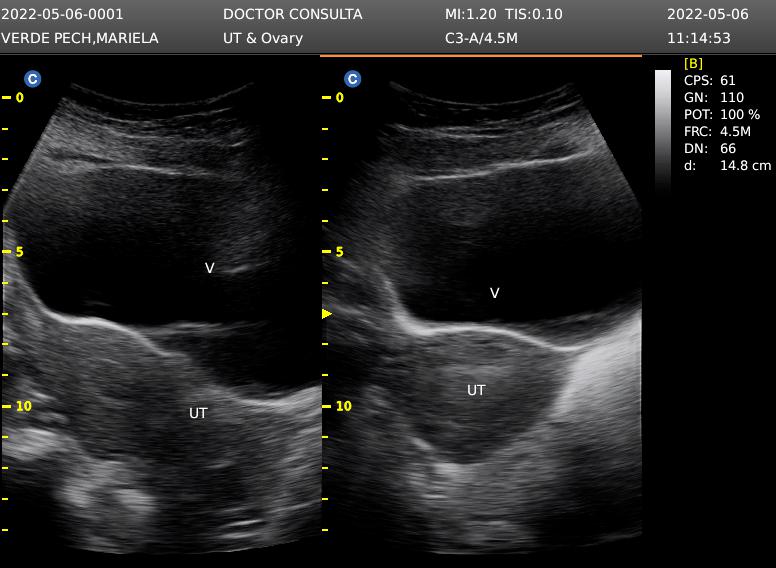 2022-05-06-0001 DOCTOR CONSULTA MI:1.20 TIS:0.10 2022-05-06
VERDE PECH,MARIELA UT & Ovary C3-A/4.5M 11:14:53
[B]
C C
CPS: 61
0 0
GN: 110
POT: 100 %
FRC: 4.5M
DN: 66
d: 14.8 cm
5 5
V
V
UT
10 UT 10